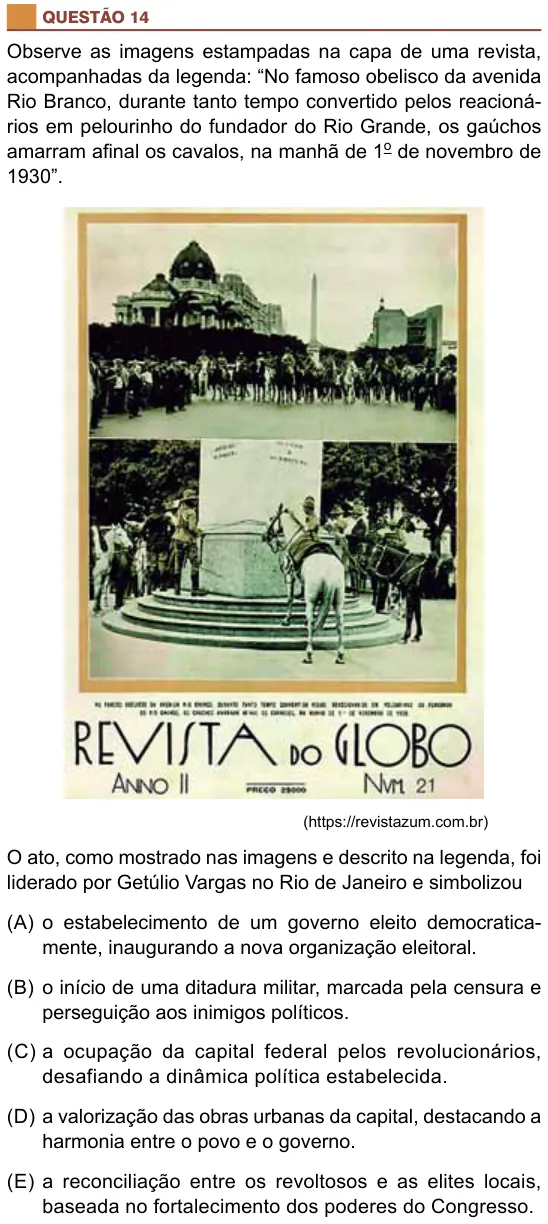 QUESTÃO 14
Observe as imagens estampadas na capa de uma revista,
acompanhadas da legenda: “No famoso obelisco da avenida
Rio Branco, durante tanto tempo convertido pelos reacioná-
rios em pelourinho do fundador do Rio Grande, os gaúchos
amarram afinal os cavalos, na manhã de 1º de novembro de
1930”.
REVISTA DO GLOBO
ANNO II PREÇO 2$000 NVM. 21
(https://revistazum.com.br)
O ato, como mostrado nas imagens e descrito na legenda, foi
liderado por Getúlio Vargas no Rio de Janeiro e simbolizou
(A) o estabelecimento de um governo eleito democratica-
mente, inaugurando a nova organização eleitoral.
(B) o início de uma ditadura militar, marcada pela censura e
perseguição aos inimigos políticos.
(C) a ocupação da capital federal pelos revolucionários,
desafiando a dinâmica política estabelecida.
(D) a valorização das obras urbanas da capital, destacando a
harmonia entre o povo e o governo.
(E) a reconciliação entre os revoltosos e as elites locais,
baseada no fortalecimento dos poderes do Congresso.